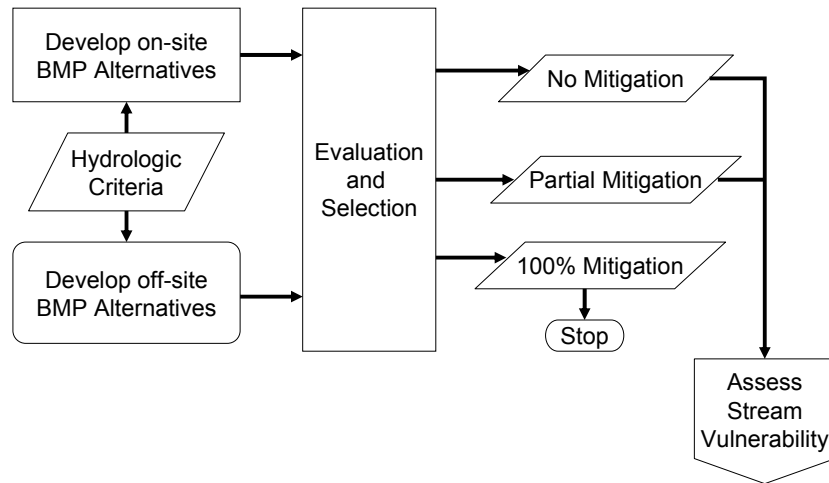 Develop on-site
BMP Alternatives
Hydrologic
Criteria
Develop off-site
BMP Alternatives
Evaluation
and
Selection
No Mitigation
Partial Mitigation
100% Mitigation
Stop
Assess
Stream
Vulnerability